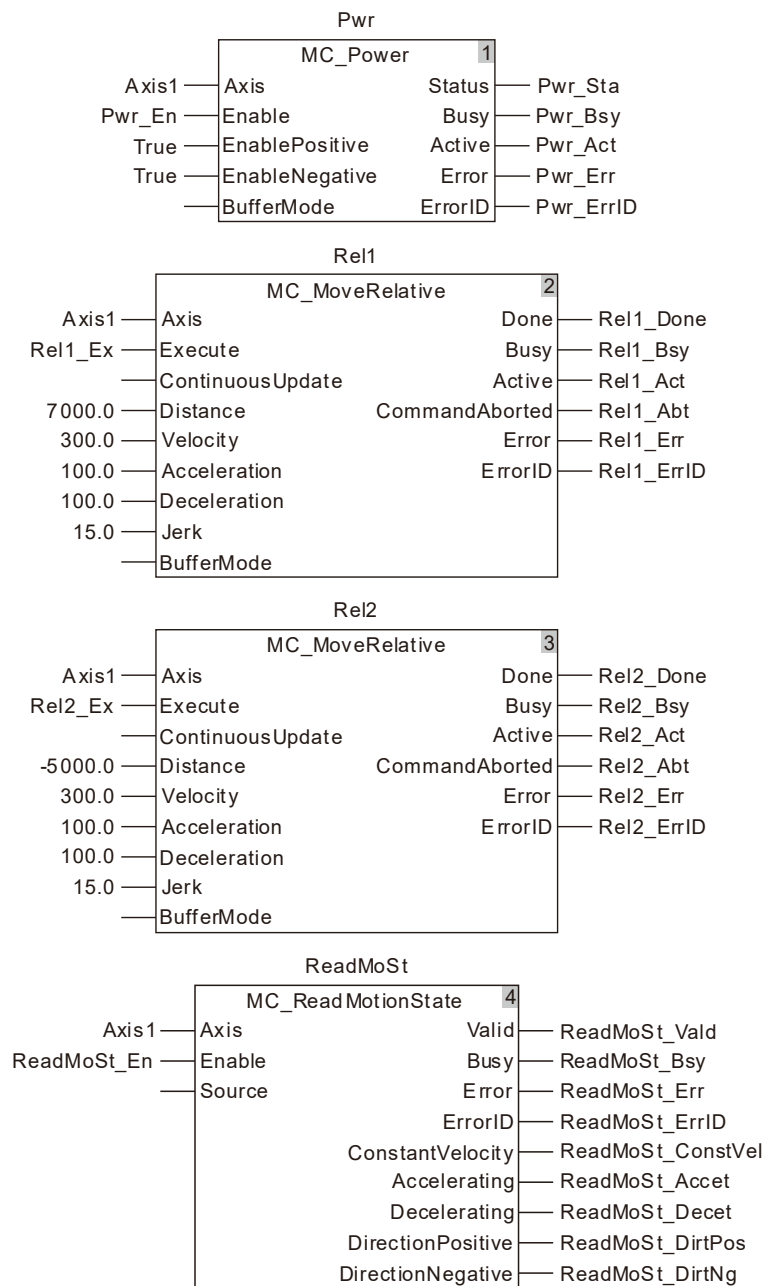 Pwr
MC_Power 1
Axis1 Axis Status Pwr_Sta
Pwr_En Enable Busy Pwr_Bsy
True EnablePositive Active Pwr_Act
True EnableNegative Error Pwr_Err
BufferMode ErrorID Pwr_ErrID
Rel1
MC_MoveRelative 2
Axis1 Axis Done Rel1_Done
Rel1_Ex Execute Busy Rel1_Bsy
ContinuousUpdate Active Rel1_Act
7000.0 Distance CommandAborted Rel1_Abt
300.0 Velocity Error Rel1_Err
100.0 Acceleration ErrorID Rel1_ErrID
100.0 Deceleration
15.0 Jerk
BufferMode
Rel2
MC_MoveRelative 3
Axis1 Axis Done Rel2_Done
Rel2_Ex Execute Busy Rel2_Bsy
ContinuousUpdate Active Rel2_Act
-5000.0 Distance CommandAborted Rel2_Abt
300.0 Velocity Error Rel2_Err
100.0 Acceleration ErrorID Rel2_ErrID
100.0 Deceleration
15.0 Jerk
BufferMode
ReadMoSt
MC_ReadMotionState 4
Axis1 Axis Valid ReadMoSt_Vald
ReadMoSt_En Enable Busy ReadMoSt_Bsy
Source Error ReadMoSt_Err
ErrorID ReadMoSt_ErrID
ConstantVelocity ReadMoSt_ConstVel
Accelerating ReadMoSt_Accet
Decelerating ReadMoSt_Decet
DirectionPositive ReadMoSt_DirtPos
DirectionNegative ReadMoSt_DirtNg